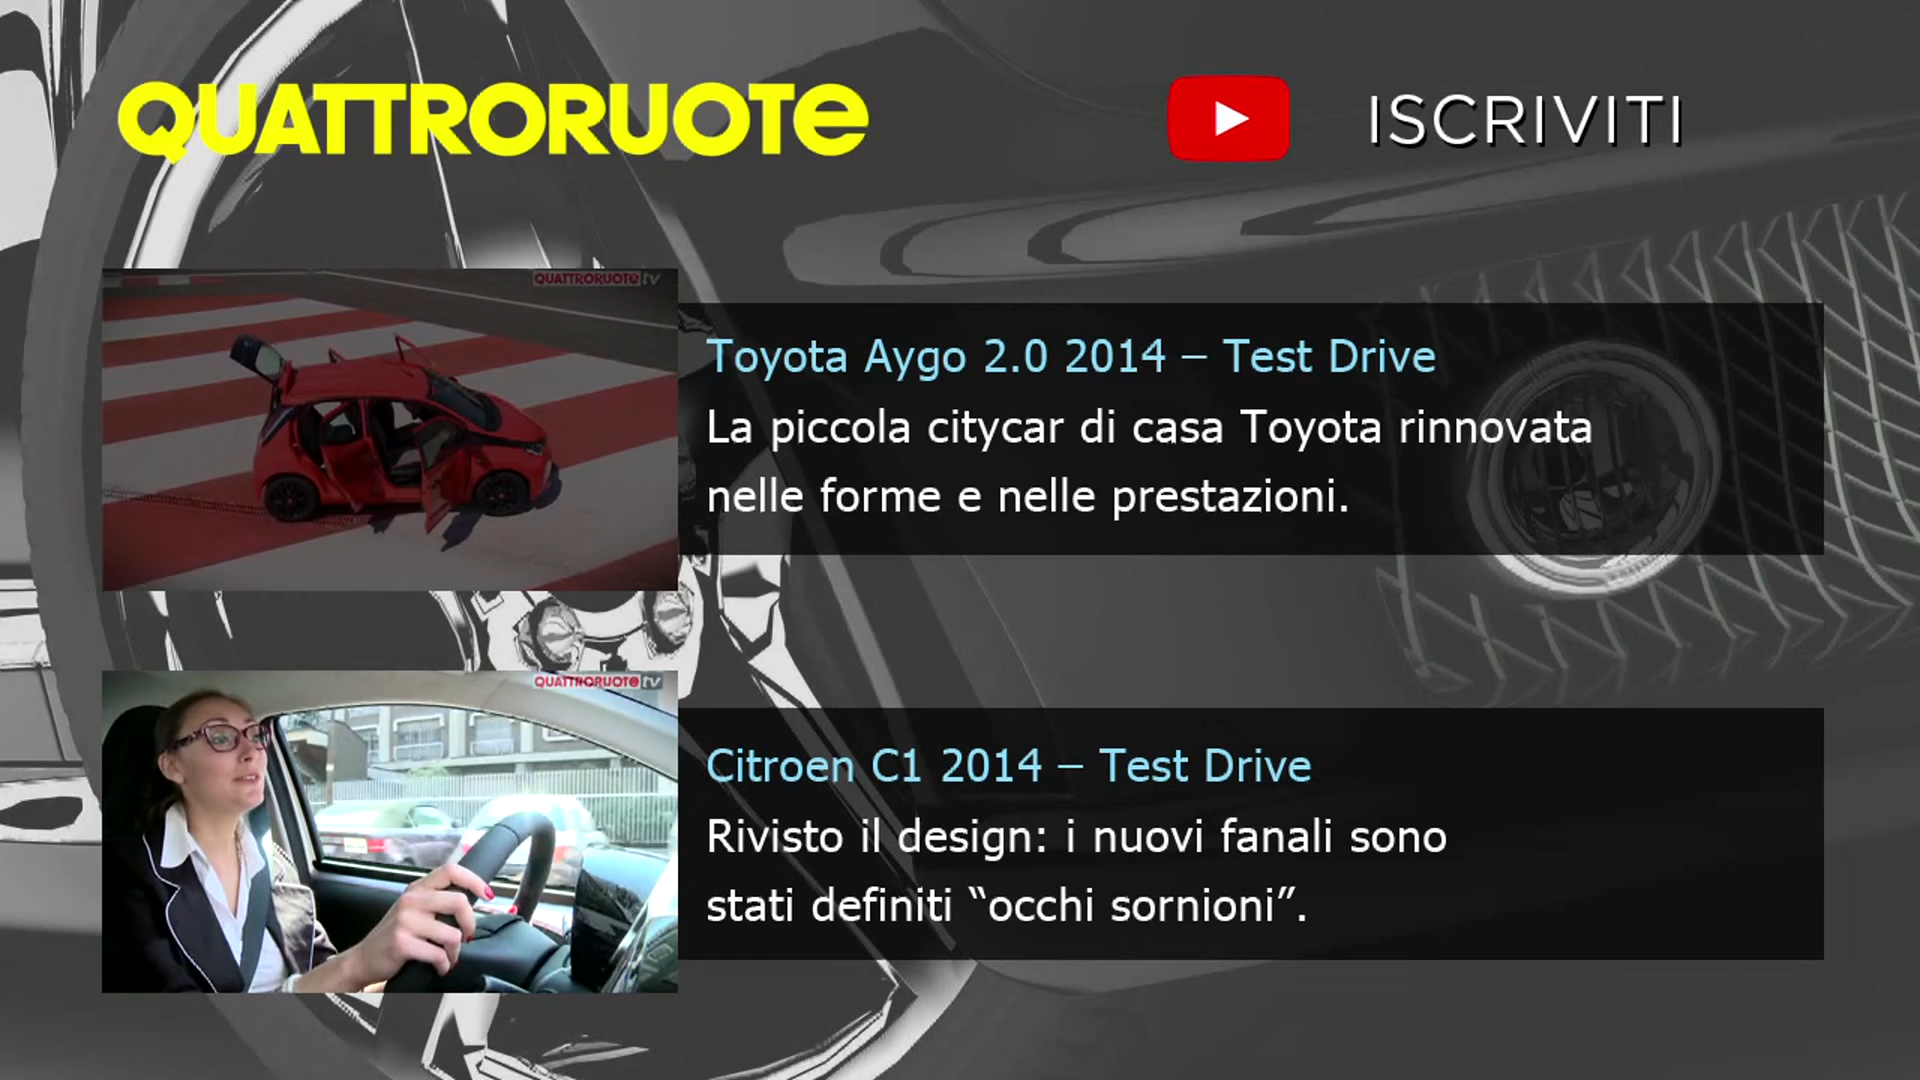 QUATTRORUOTe
ISCRIVITI
QUATTRORUOTe tv
Toyota Aygo 2.0 2014 – Test Drive
La piccola citycar di casa Toyota rinnovata
nelle forme e nelle prestazioni.
QUATTRORUOTe tv
Citroen C1 2014 – Test Drive
Rivisto il design: i nuovi fanali sono
stati definiti “occhi sornioni”.